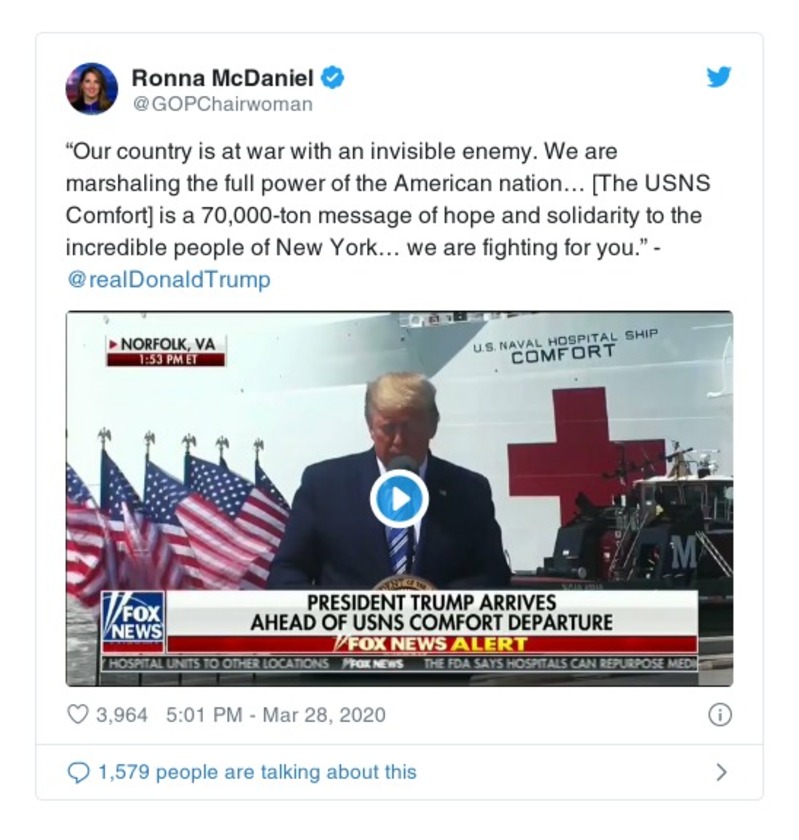 Ronna McDaniel
@GOPChairwoman
“Our country is at war with an invisible enemy. We are
marshaling the full power of the American nation… [The USNS
Comfort] is a 70,000-ton message of hope and solidarity to the
incredible people of New York… we are fighting for you.” -
@realDonaldTrump
NORFOLK, VA
1:53 PM ET
U.S. NAVAL HOSPITAL SHIP
COMFORT
M
FOX
NEWS
PRESIDENT TRUMP ARRIVES
AHEAD OF USNS COMFORT DEPARTURE
FOX NEWS ALERT
HOSPITAL UNITS TO OTHER LOCATIONS FOX NEWS THE FDA SAYS HOSPITALS CAN REPURPOSE MEDI
3,964 5:01 PM - Mar 28, 2020
1,579 people are talking about this